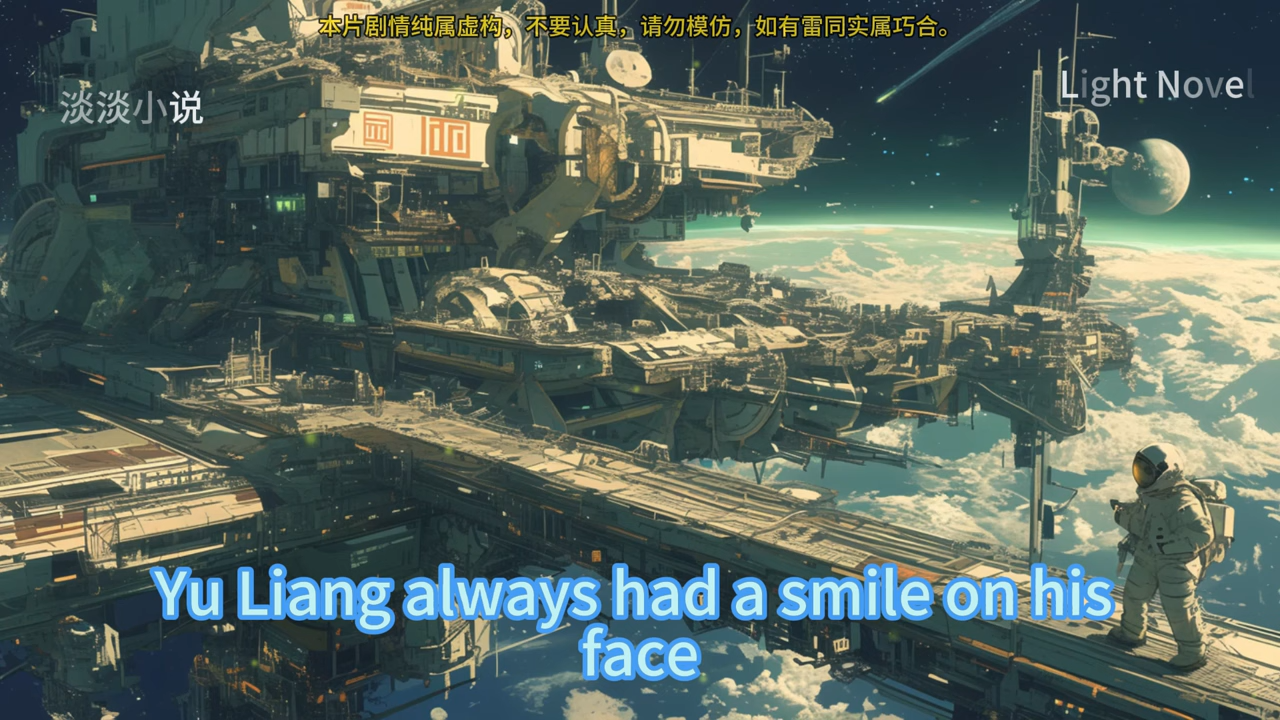 本片剧情纯属虚构，不要认真，请勿模仿，如有雷同实属巧合。
淡淡小说
Light Novel
Yu Liang always had a smile on his
face